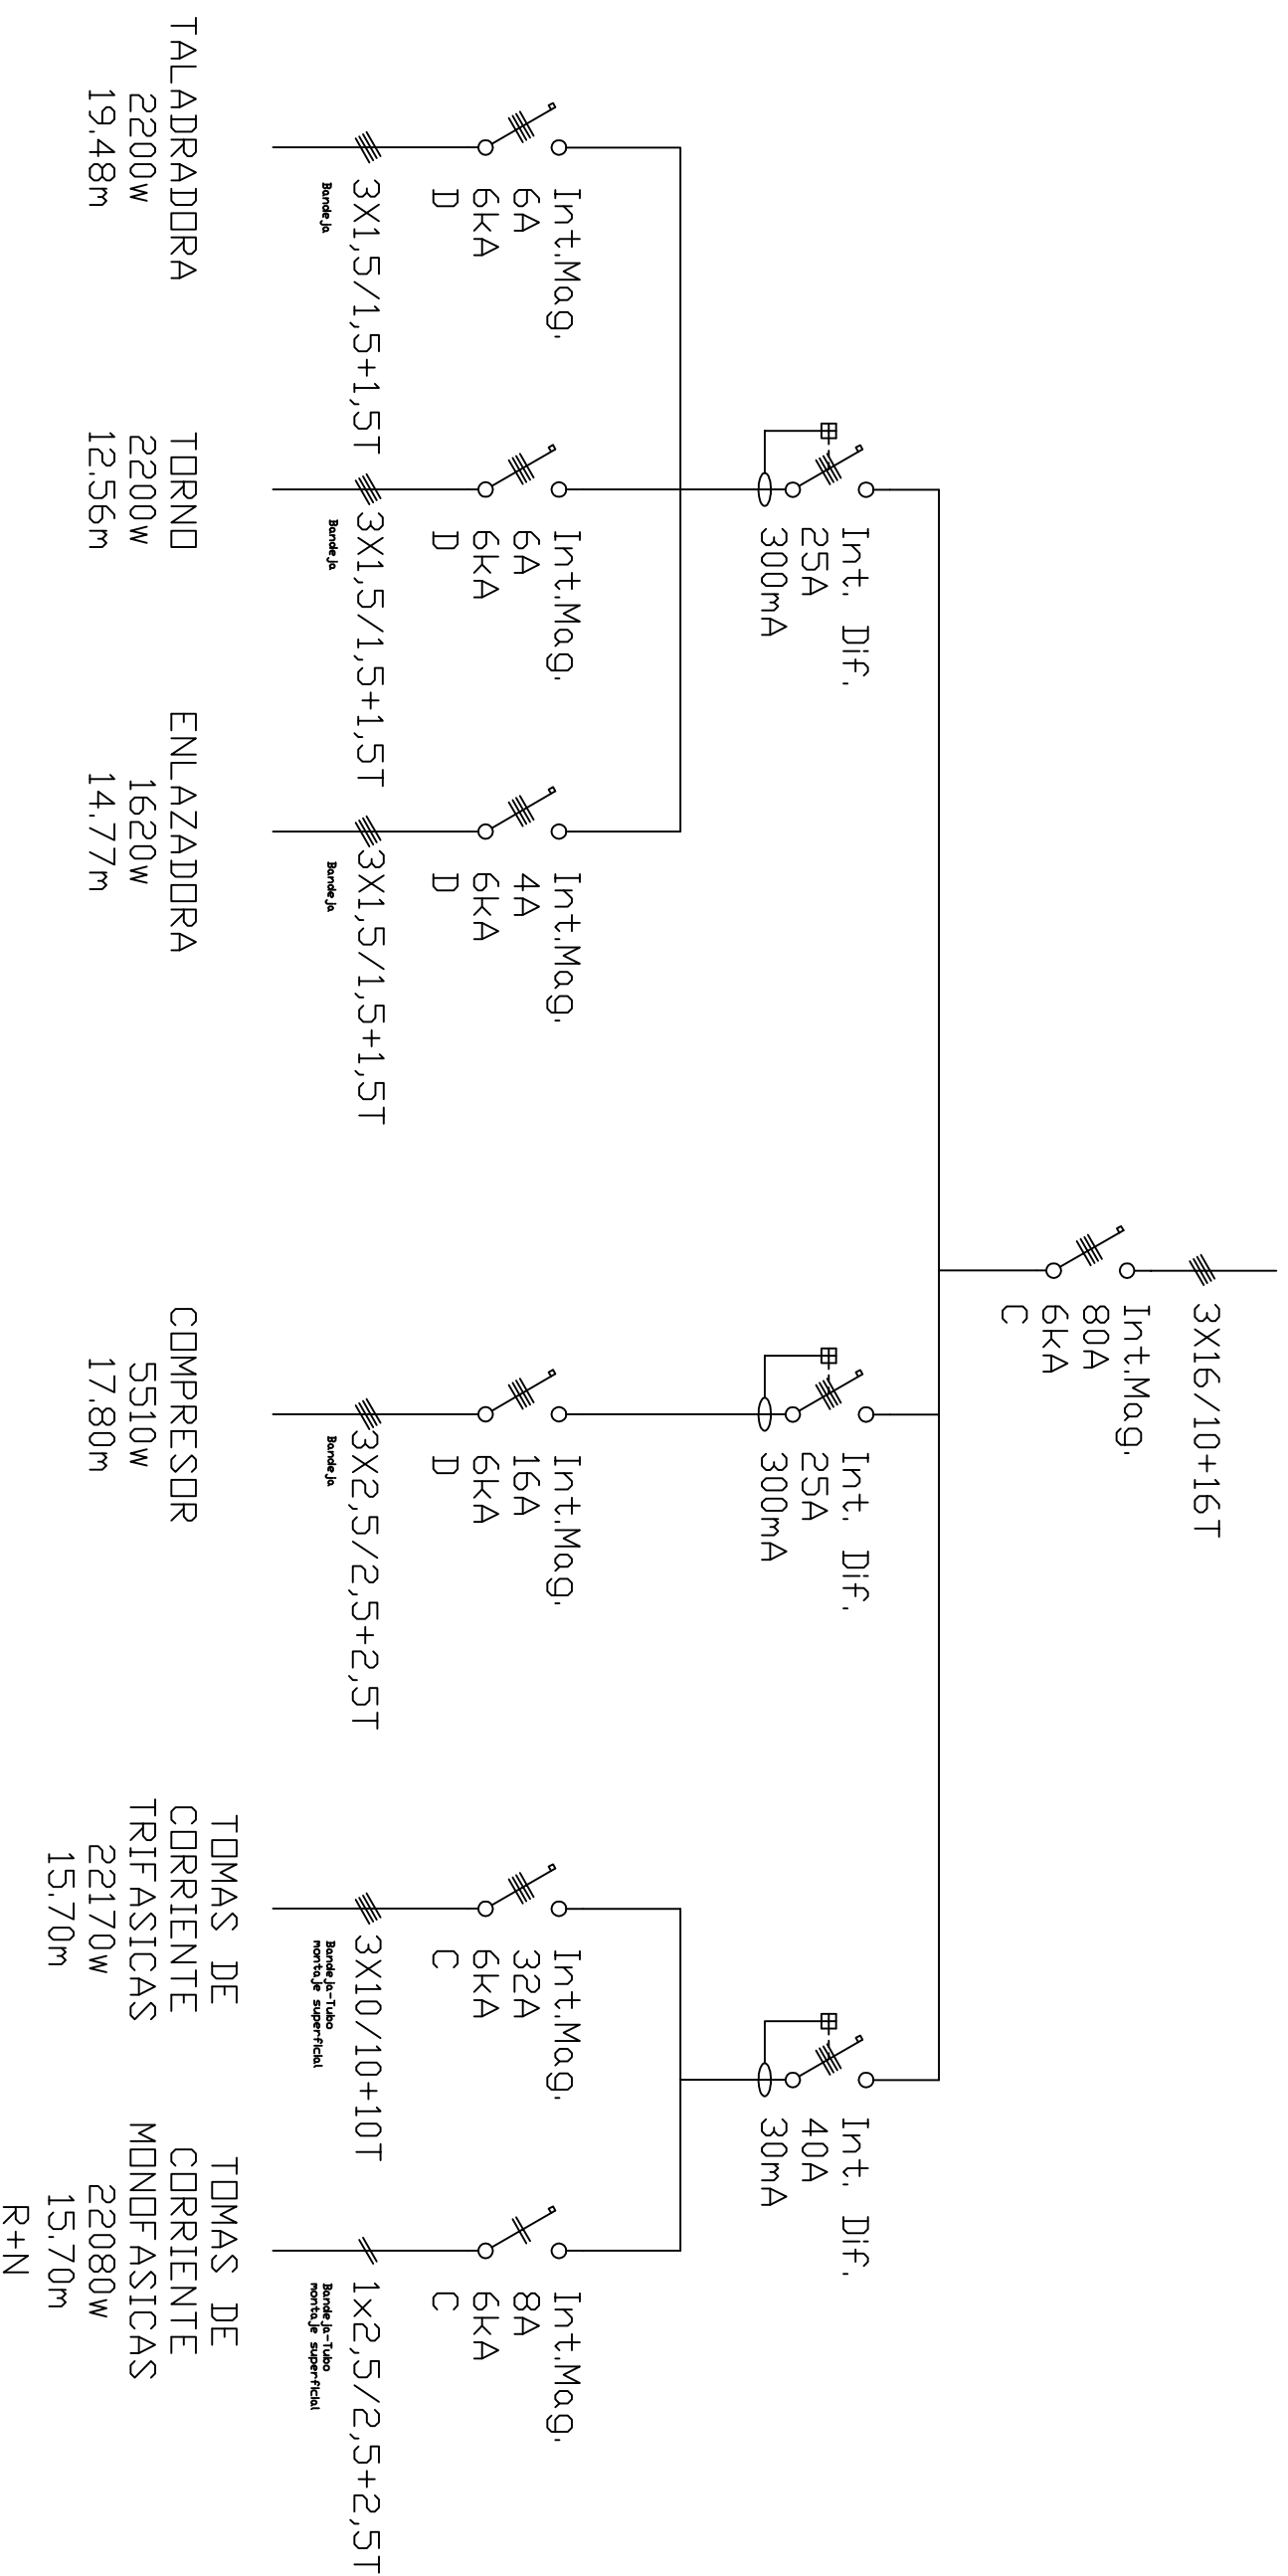 3X16/10+16T
Int.Mag.
80A
6kA
C
Int. Dif.
25A
300mA
Int. Dif.
25A
300mA
Int. Dif.
40A
30mA
Int.Mag.
6A
6kA
D
Int.Mag.
6A
6kA
D
Int.Mag.
4A
6kA
D
Int.Mag.
16A
6kA
D
Int.Mag.
32A
6kA
C
Int.Mag.
8A
6kA
C
3X1,5/1,5+1,5T
Bandeja
3X1,5/1,5+1,5T
Bandeja
3X1,5/1,5+1,5T
Bandeja
3X2,5/2,5+2,5T
Bandeja
3X10/10+10T
Bandeja-Tubo
montaje superficial
1x2,5/2,5+2,5T
Bandeja-Tubo
montaje superficial
TALADRADORA
2200w
19.48m
TORNO
2200w
12.56m
ENLAZADORA
1620w
14.77m
COMPRESOR
5510w
17.80m
TOMAS DE
CORRIENTE
TRIFASICAS
22170w
15.70m
TOMAS DE
CORRIENTE
MONOFASICAS
22080w
15.70m
R+N